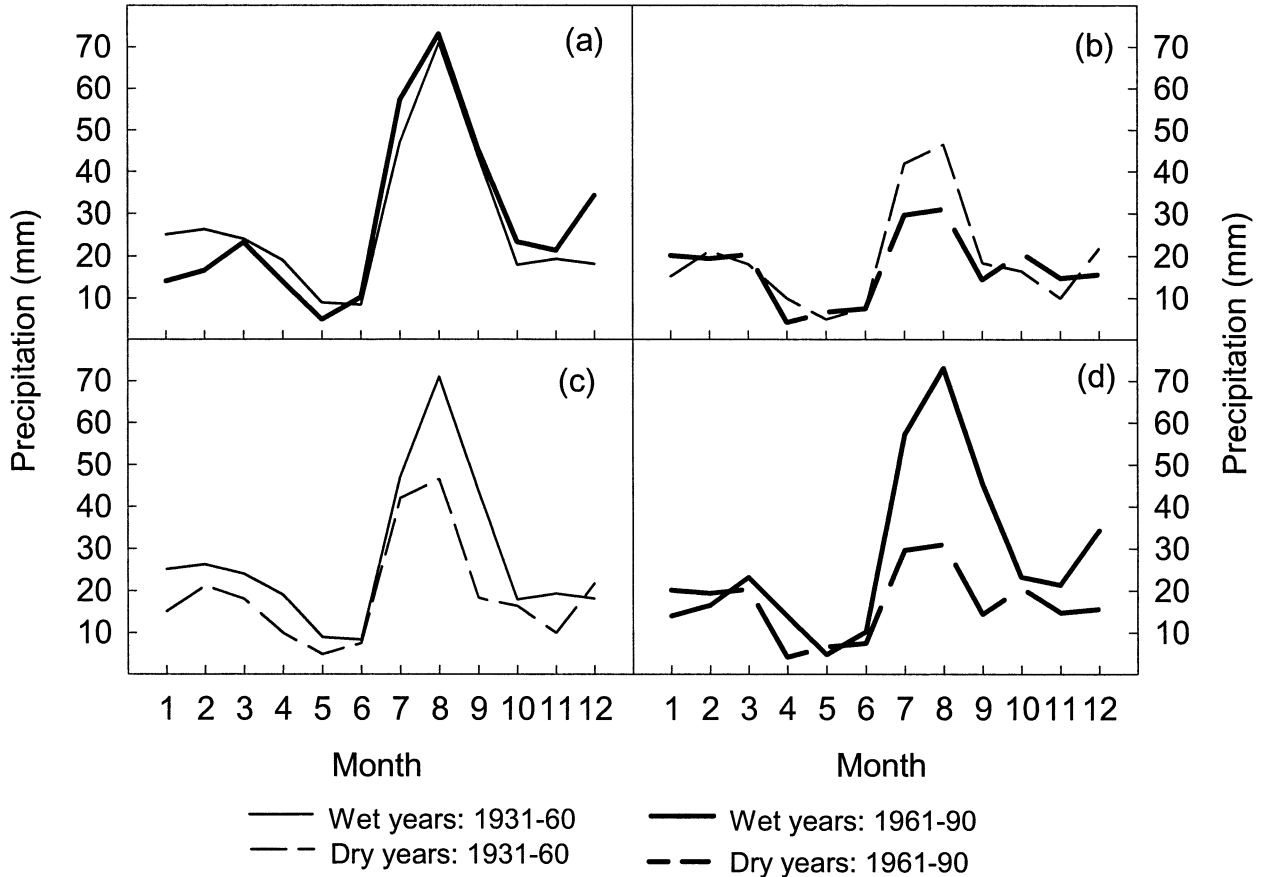 (a)
70
60
50
40
30
20
10
(b)
70
60
50
40
30
20
10
Precipitation (mm)
Precipitation (mm)
(c)
70
60
50
40
30
20
10
(d)
70
60
50
40
30
20
10
1 2 3 4 5 6 7 8 9 10 11 12
1 2 3 4 5 6 7 8 9 10 11 12
Month
Month
Wet years: 1931-60
Wet years: 1961-90
Dry years: 1931-60
Dry years: 1961-90